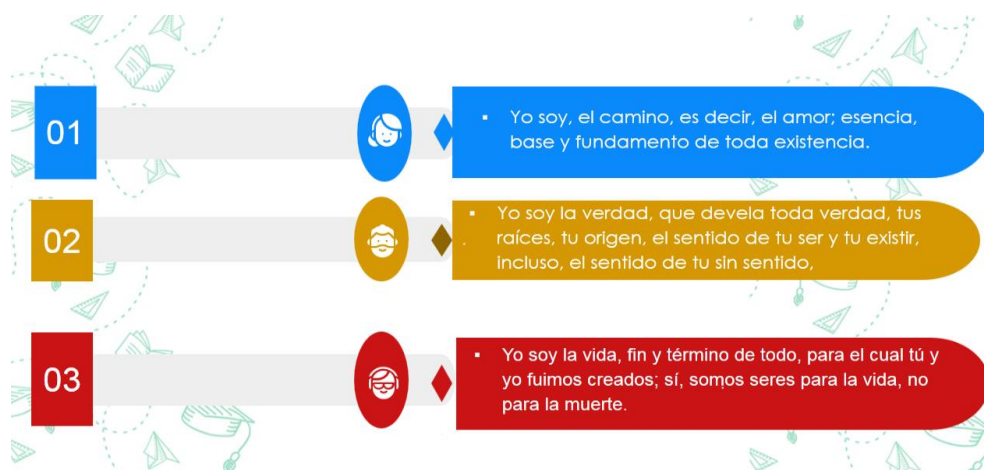 01
▪ Yo soy, el camino, es decir, el amor; esencia,
base y fundamento de toda existencia.
02
▪ Yo soy la verdad, que devela toda verdad, tus
. raíces, tu origen, el sentido de tu ser y tu existir,
incluso, el sentido de tu sin sentido,
03
▪ Yo soy la vida, fin y término de todo, para el cual tú y
yo fuimos creados; sí, somos seres para la vida, no
para la muerte.